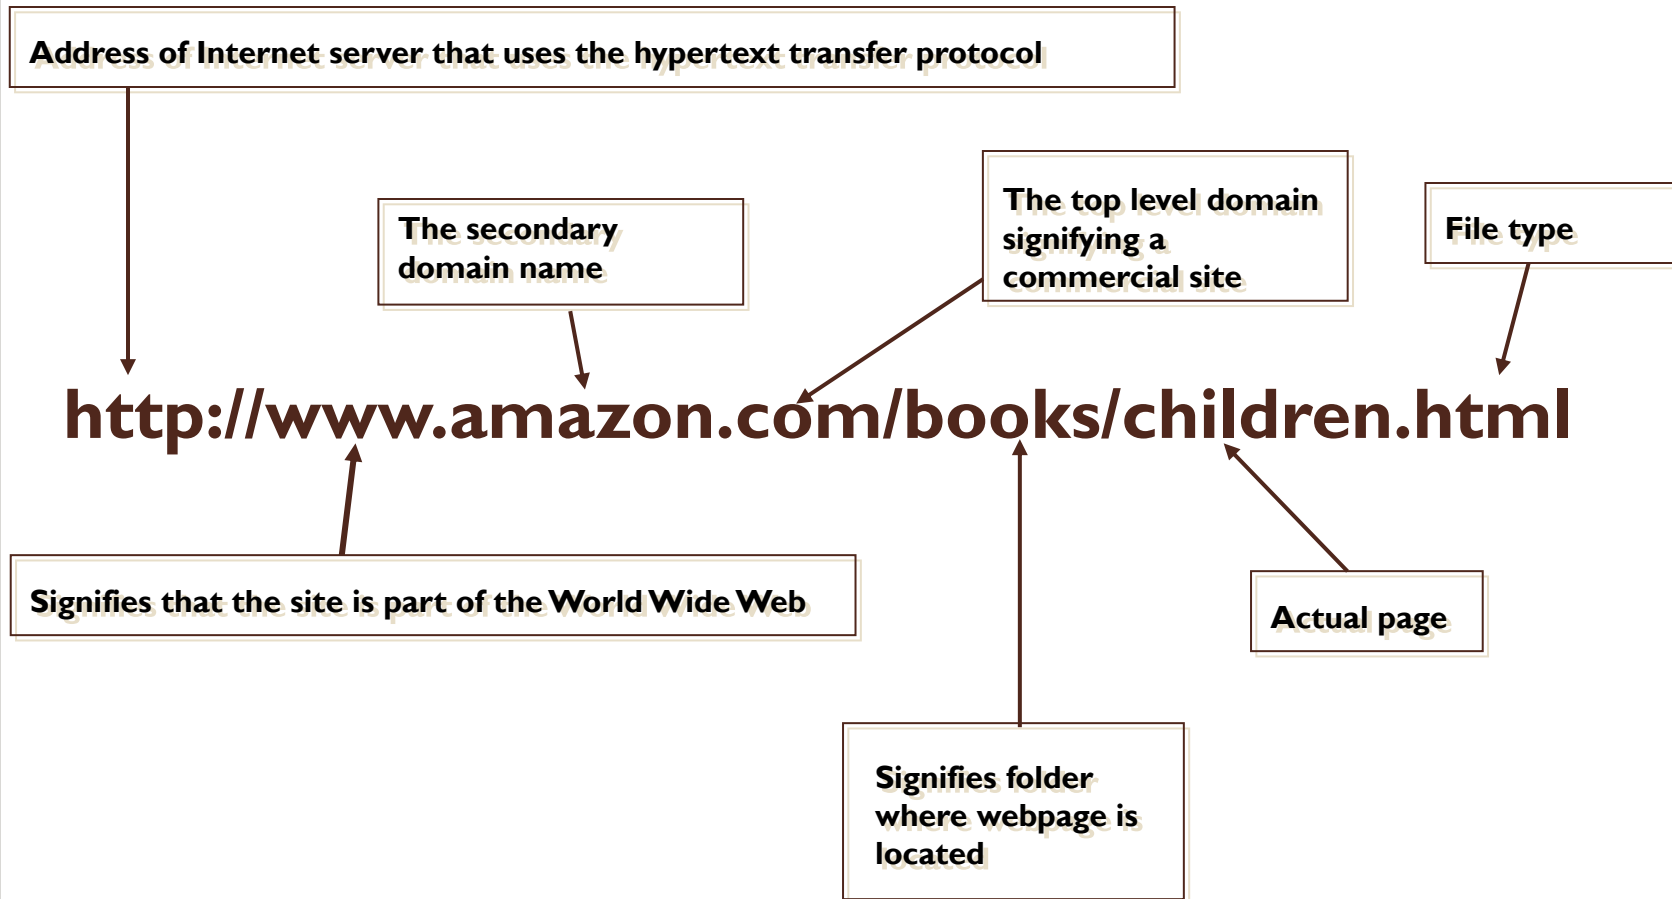 Address of Internet server that uses the hypertext transfer protocol
The secondary
domain name
The top level domain
signifying a
commercial site
File type
http://www.amazon.com/books/children.html
Signifies that the site is part of the World Wide Web
Actual page
Signifies folder
where webpage is
located